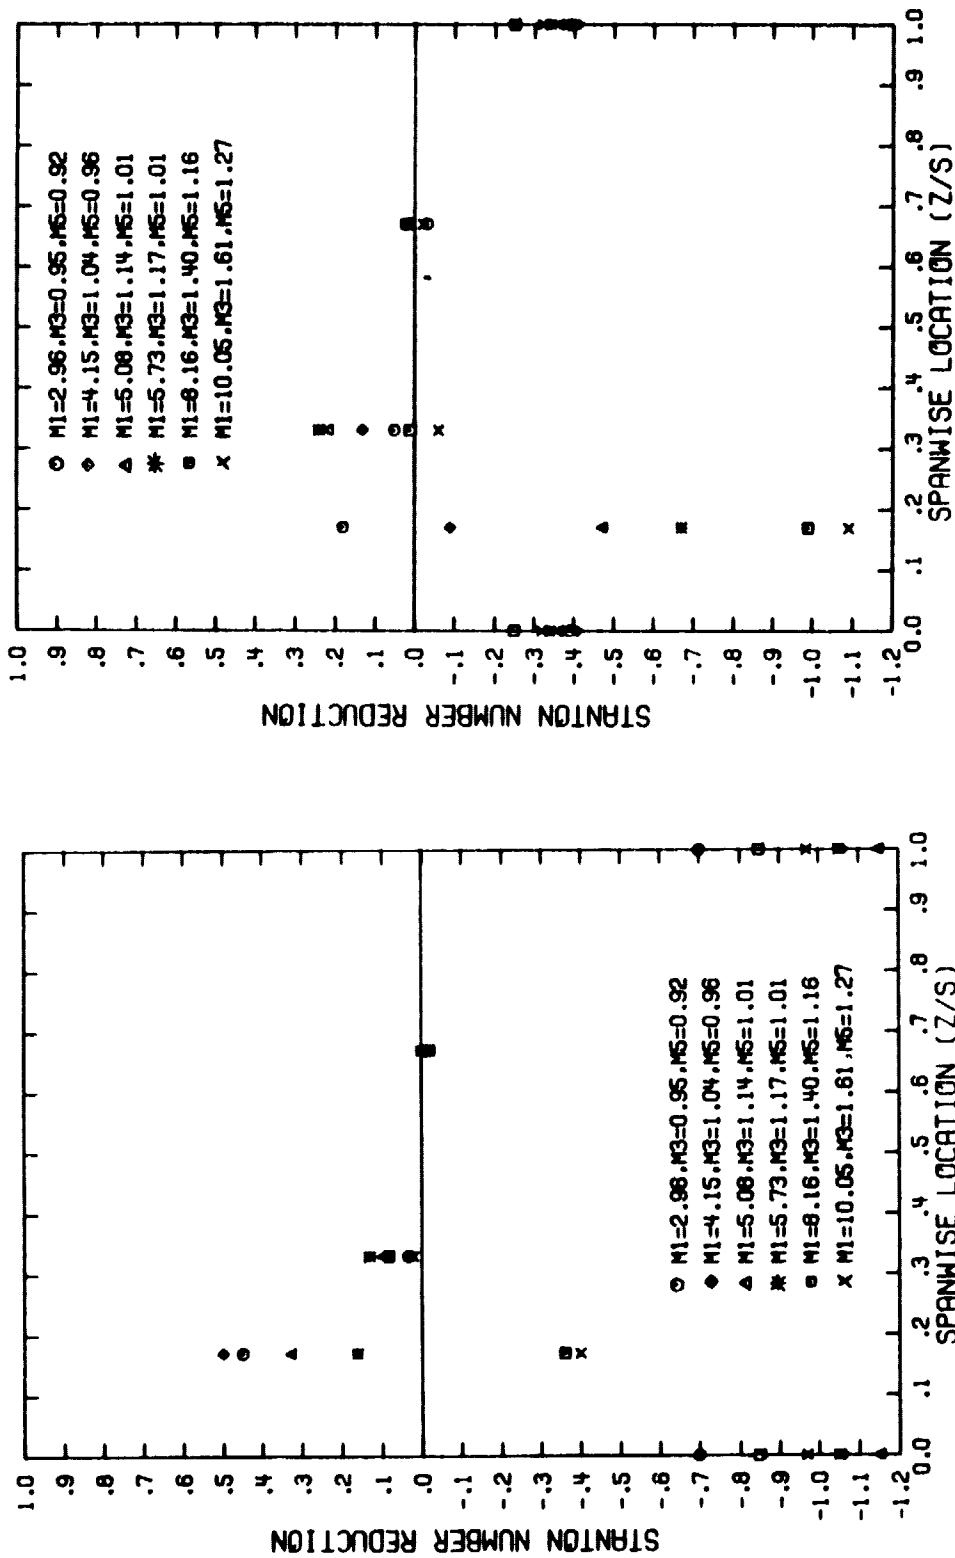 1.0
.9
.8
.7
.6
.5
.4
.3
.2
.1
.0
-.1
-.2
-.3
-.4
-.5
-.6
-.7
-.8
-.9
-1.0
-1.1
-1.2
STANTON NUMBER REDUCTION
M1=2.96,M3=0.95,M5=0.92
M1=4.15,M3=1.04,M5=0.96
M1=5.08,M3=1.14,M5=1.01
M1=5.73,M3=1.17,M5=1.01
M1=8.16,M3=1.40,M5=1.16
M1=10.05,M3=1.61,M5=1.27
0.0 .1 .2 .3 .4 .5 .6 .7 .8 .9 1.0
SPANWISE LOCATION (Z/S)
1.0
.9
.8
.7
.6
.5
.4
.3
.2
.1
.0
-.1
-.2
-.3
-.4
-.5
-.6
-.7
-.8
-.9
-1.0
-1.1
-1.2
STANTON NUMBER REDUCTION
M1=2.96,M3=0.95,M5=0.92
M1=4.15,M3=1.04,M5=0.96
M1=5.08,M3=1.14,M5=1.01
M1=5.73,M3=1.17,M5=1.01
M1=8.16,M3=1.40,M5=1.16
M1=10.05,M3=1.61,M5=1.27
0.0 .1 .2 .3 .4 .5 .6 .7 .8 .9 1.0
SPANWISE LOCATION (Z/S)